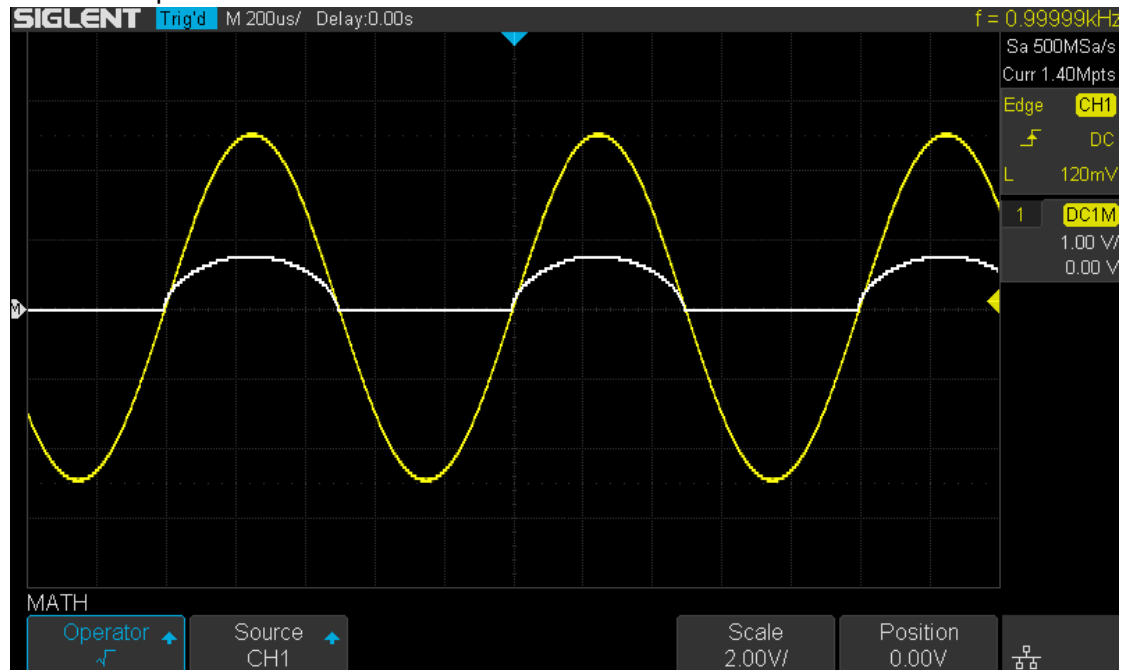 SIGLENT Trig'd M 200us/ Delay:0.00s f = 0.99999kHz
Sa 500MSa/s
Curr 1.40Mpts
Edge CH1
DC
L 120mV
1 DC1M
1.00 V/
0.00 V
M
MATH
Operator Source Scale Position
√ CH1 2.00V/ 0.00V